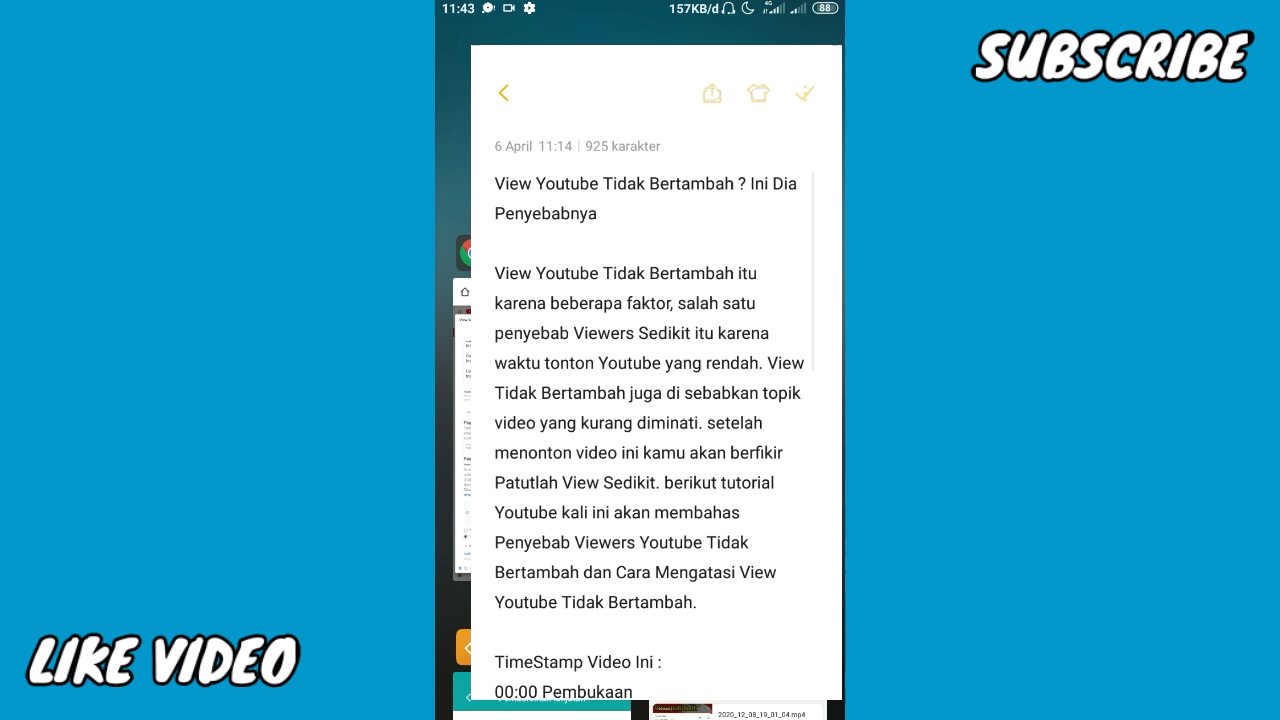 11:43
157KB/d
4G
88
SUBSCRIBE
6 April 11:14 | 925 karakter
View Youtube Tidak Bertambah ? Ini Dia
Penyebabnya
View Youtube Tidak Bertambah itu
karena beberapa faktor, salah satu
penyebab Viewers Sedikit itu karena
waktu tonton Youtube yang rendah. View
Tidak Bertambah juga di sebabkan topik
video yang kurang diminati. setelah
menonton video ini kamu akan berfikir
Patutlah View Sedikit. berikut tutorial
Youtube kali ini akan membahas
Penyebab Viewers Youtube Tidak
Bertambah dan Cara Mengatasi View
Youtube Tidak Bertambah.
TimeStamp Video Ini :
00:00 Pembukaan
LIKE VIDEO
2020_12_08_19_01_04.mp4